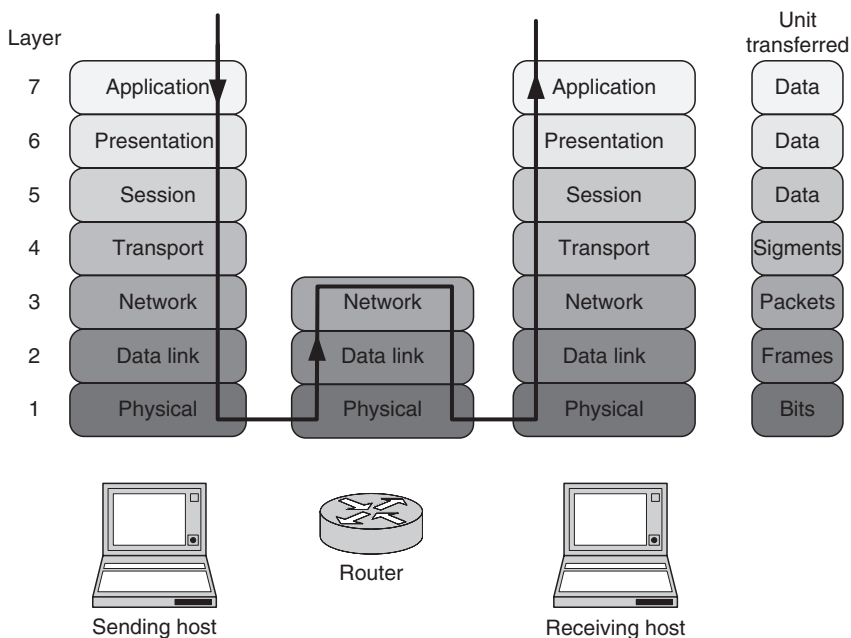 Layer
Unit
transferred
7 Application Application Data
6 Presentation Presentation Data
5 Session Session Data
4 Transport Transport Sigments
3 Network Network Network Packets
2 Data link Data link Data link Frames
1 Physical Physical Physical Bits
Router
Sending host Receiving host